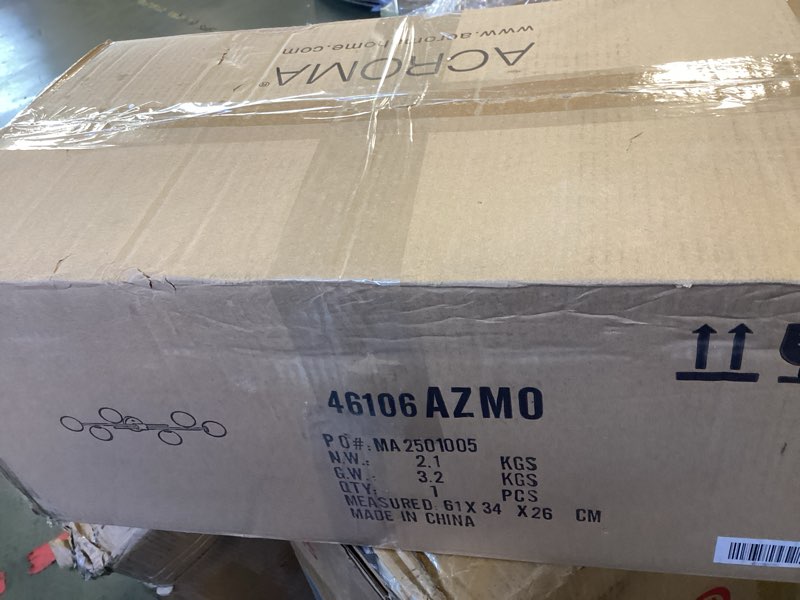 ACROMA®
www.acromahome.com
46106 AZMO
P O#: MA 2501005
N.W.: 2.1 KGS
G.W.: 3.2 KGS
QTY: 1 PCS
MEASURED: 61 X 34 X 26 CM
MADE IN CHINA